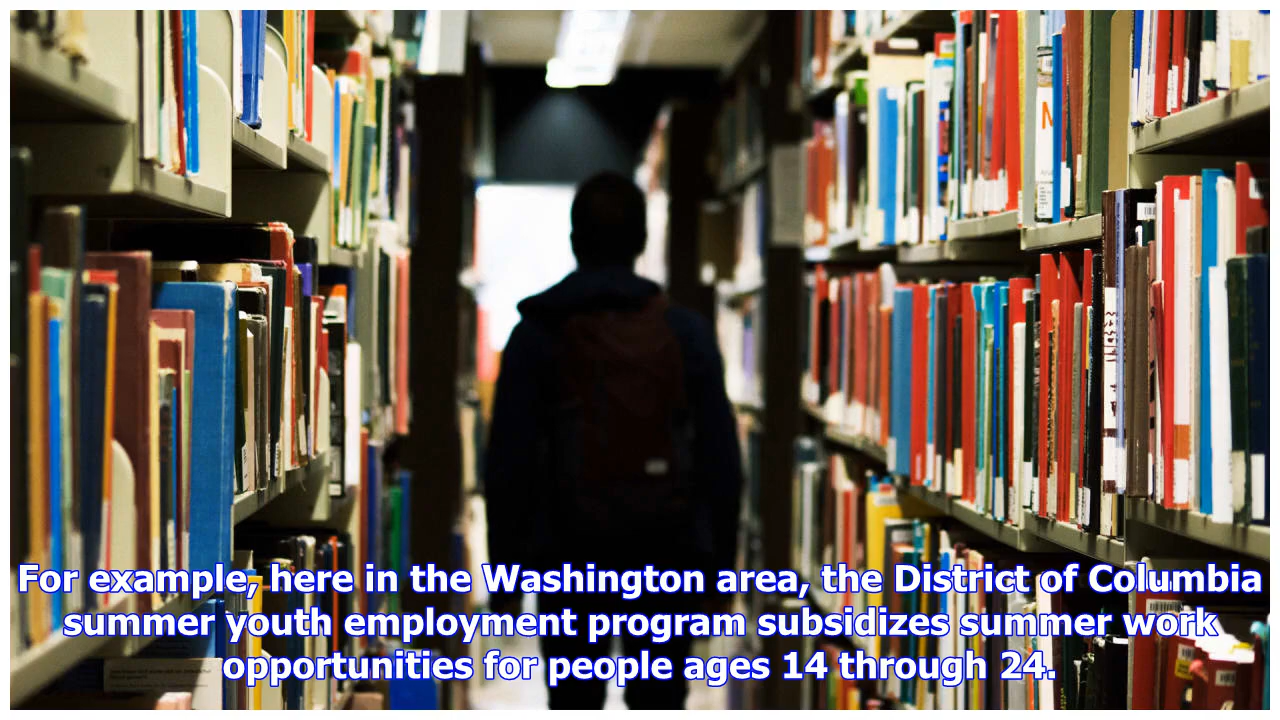 For example, here in the Washington area, the District of Columbia
summer youth employment program subsidizes summer work
opportunities for people ages 14 through 24.